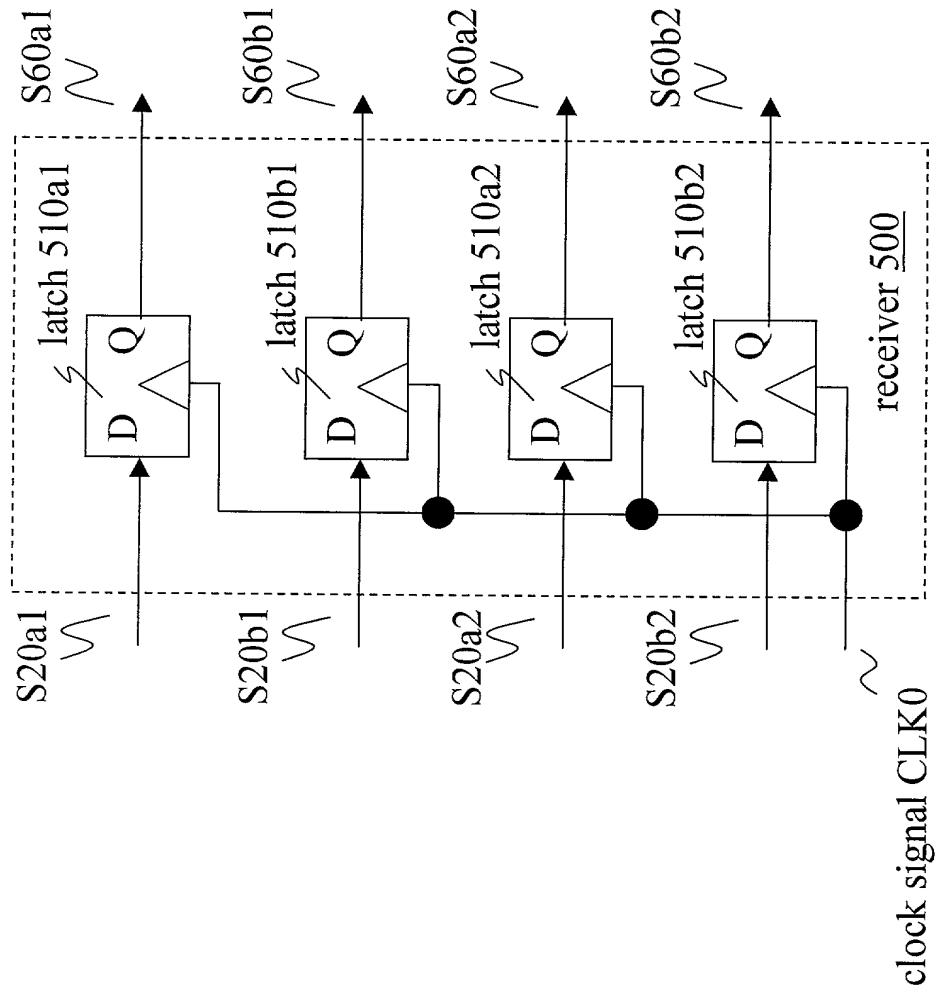 S60a1
S60b1
S60a2
S60b2
latch 510a1
latch 510b1
latch 510a2
latch 510b2
D Q
D Q
D Q
D Q
receiver 500
S20a1
S20b1
S20a2
S20b2
clock signal CLK0